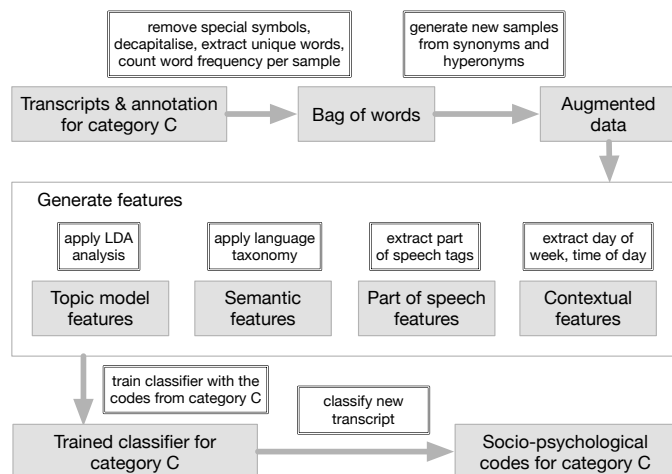 remove special symbols,
decapitalise, extract unique words,
count word frequency per sample
generate new samples
from synonyms and
hyperonyms
Transcripts & annotation
for category C
Bag of words
Augmented
data
Generate features
apply LDA
analysis
apply language
taxonomy
extract part
of speech tags
extract day of
week, time of day
Topic model
features
Semantic
features
Part of speech
features
Contextual
features
train classifier with the
codes from category C
classify new
transcript
Trained classifier for
category C
Socio-psychological
codes for category C